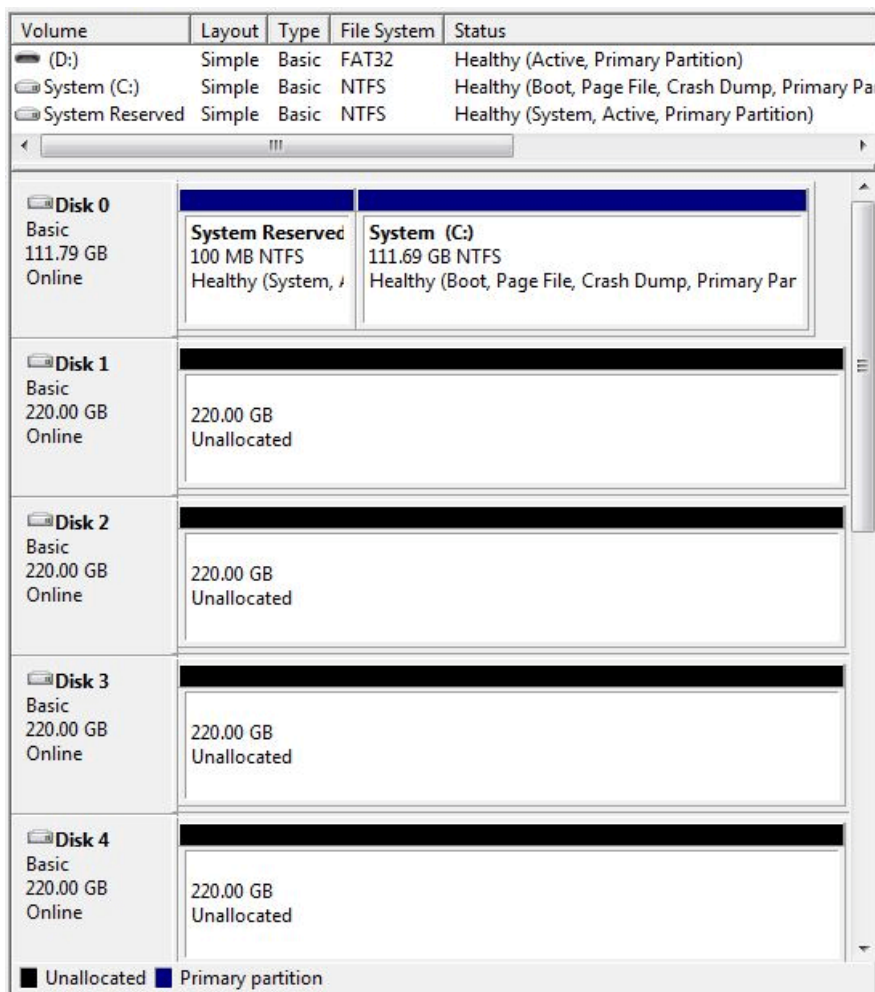 Volume Layout Type File System Status
(D:) Simple Basic FAT32 Healthy (Active, Primary Partition)
System (C:) Simple Basic NTFS Healthy (Boot, Page File, Crash Dump, Primary Pa
System Reserved Simple Basic NTFS Healthy (System, Active, Primary Partition)
Disk 0
Basic
111.79 GB
Online
System Reserved
100 MB NTFS
Healthy (System, A
System (C:)
111.69 GB NTFS
Healthy (Boot, Page File, Crash Dump, Primary Par
Disk 1
Basic
220.00 GB
Online
220.00 GB
Unallocated
Disk 2
Basic
220.00 GB
Online
220.00 GB
Unallocated
Disk 3
Basic
220.00 GB
Online
220.00 GB
Unallocated
Disk 4
Basic
220.00 GB
Online
220.00 GB
Unallocated
Unallocated Primary partition